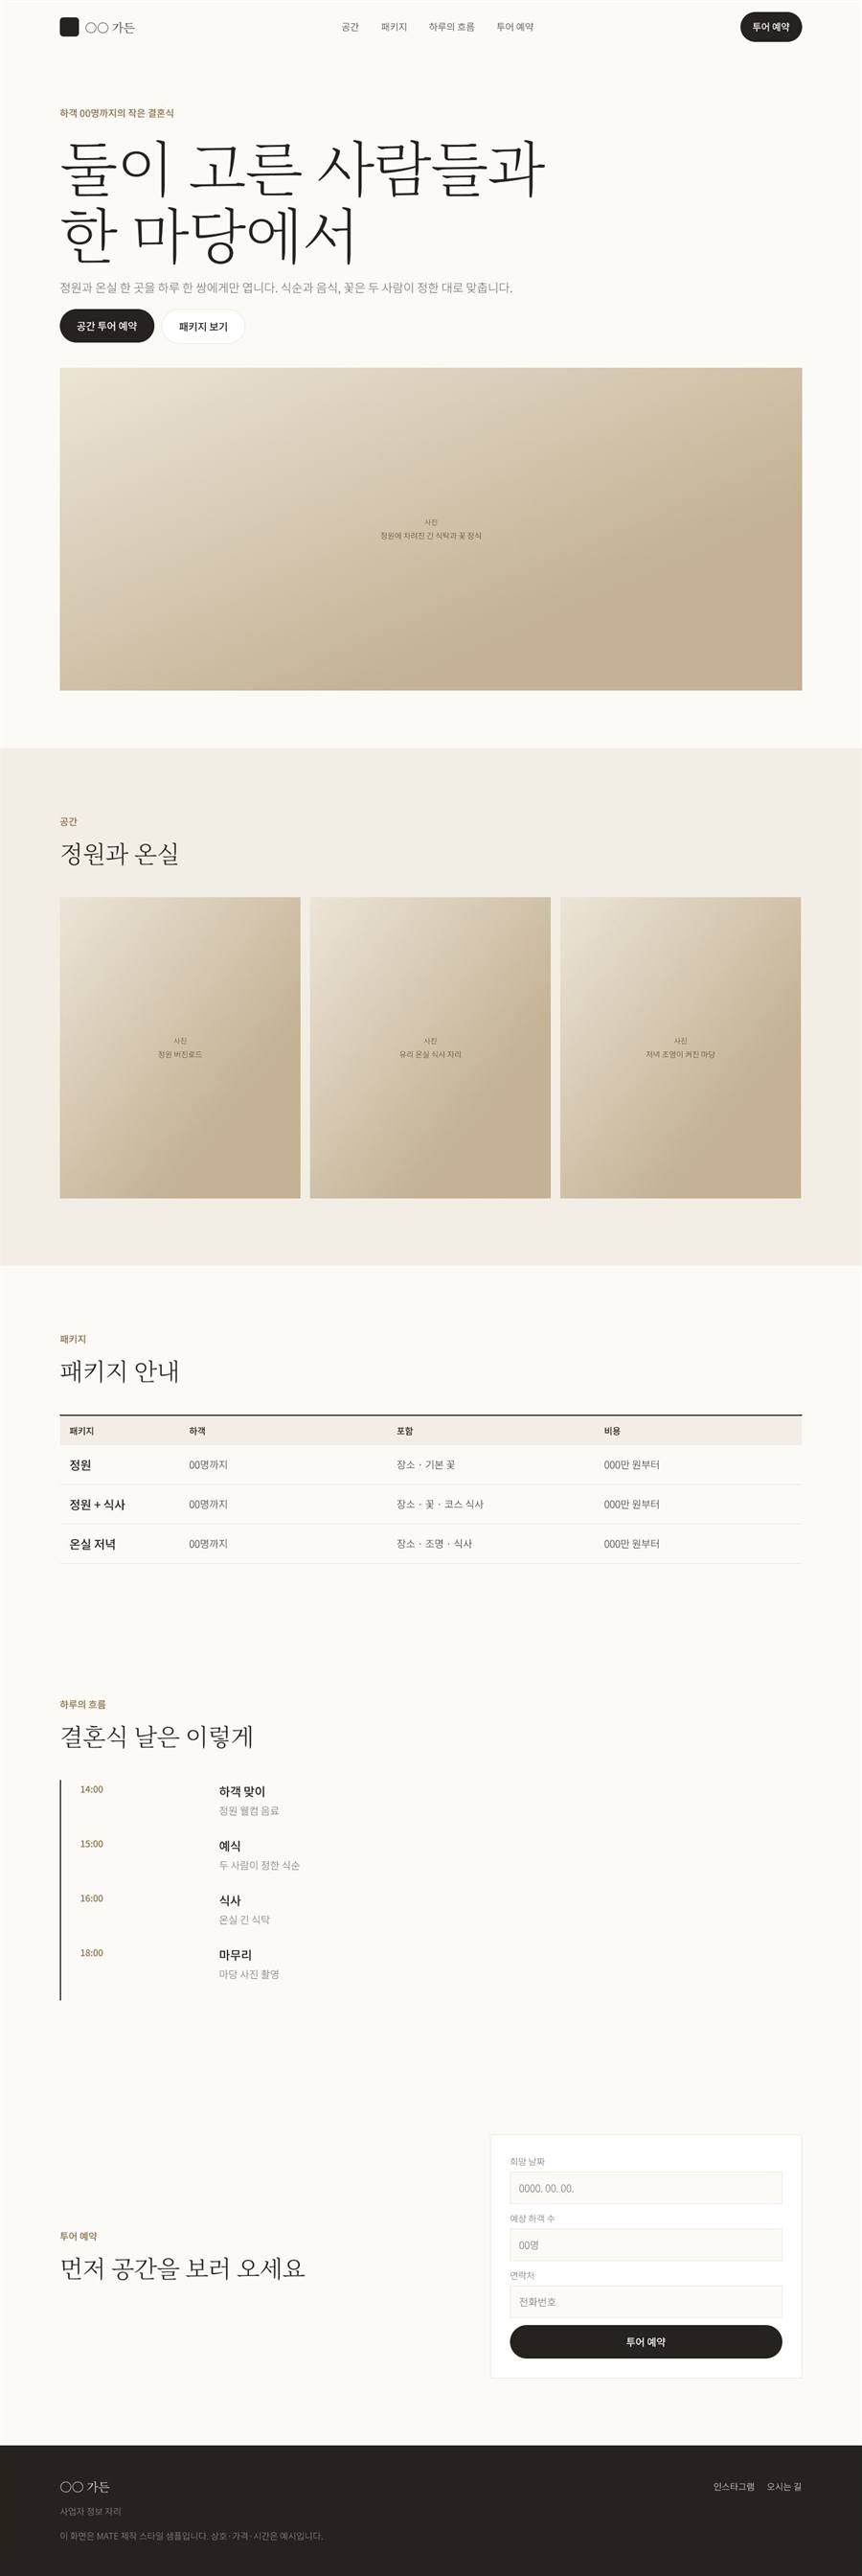 ○○ 가든
공간 패키지 하루의 흐름 투어 예약
투어 예약
하객 00명까지의 작은 결혼식
둘이 고른 사람들과
한 마당에서
정원과 온실 한 곳을 하루 한 쌍에게만 엽니다. 식순과 음식, 꽃은 두 사람이 정한 대로 맞춥니다.
공간 투어 예약 패키지 보기
사진
정원에 차려진 긴 식탁과 꽃 장식
공간
정원과 온실
사진
정원 버진로드
사진
유리 온실 식사 자리
사진
저녁 조명이 켜진 마당
패키지
패키지 안내
패키지 하객 포함 비용
정원 00명까지 장소 · 기본 꽃 000만 원부터
정원 + 식사 00명까지 장소 · 꽃 · 코스 식사 000만 원부터
온실 저녁 00명까지 장소 · 조명 · 식사 000만 원부터
하루의 흐름
결혼식 날은 이렇게
14:00 하객 맞이
정원 웰컴 음료
15:00 예식
두 사람이 정한 식순
16:00 식사
온실 긴 식탁
18:00 마무리
마당 사진 촬영
투어 예약
먼저 공간을 보러 오세요
희망 날짜
0000. 00. 00.
예상 하객 수
00명
연락처
전화번호
투어 예약
○○ 가든
인스타그램 오시는 길
사업자 정보 자리
이 화면은 MATE 제작 스타일 샘플입니다. 상호·가격·시간은 예시입니다.